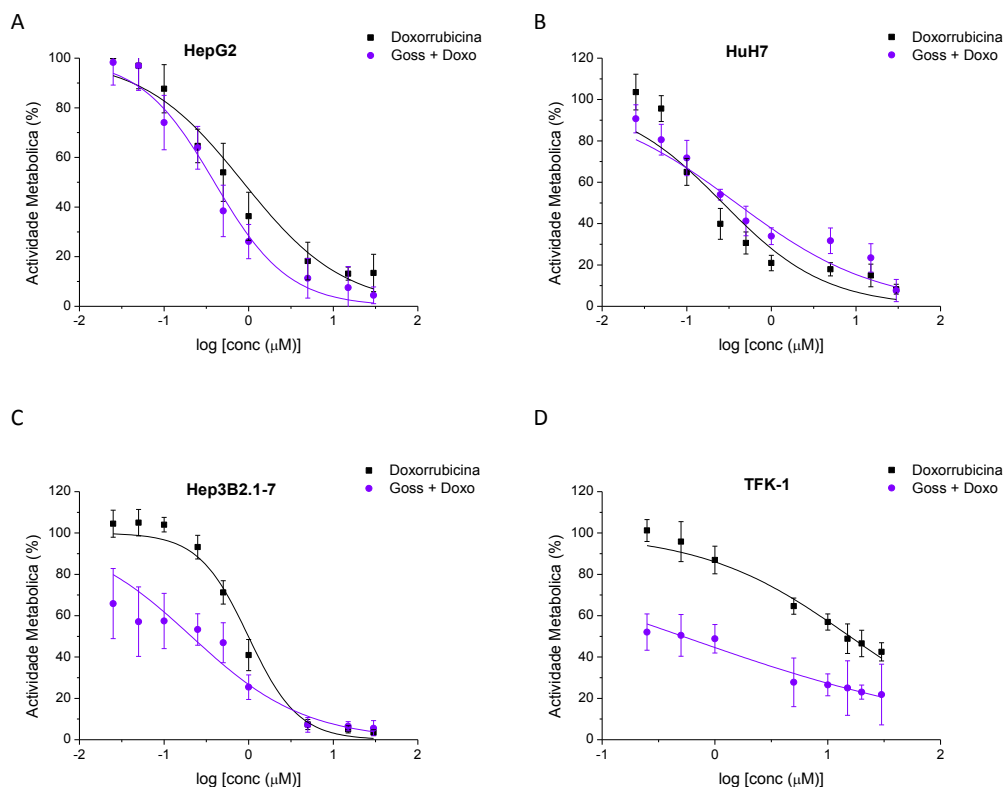 A
HepG2
Doxorrubicina
Goss + Doxo
100
80
60
40
20
0
Actividade Metabolica (%)
-2
-1
0
1
2
log [conc (µM)]
B
HuH7
Doxorrubicina
Goss + Doxo
120
100
80
60
40
20
0
Actividade Metabolica (%)
-2
-1
0
1
2
log [conc (µM)]
C
Hep3B2.1-7
Doxorrubicina
Goss + Doxo
120
100
80
60
40
20
0
Actividade Metabolica (%)
-2
-1
0
1
2
log [conc (µM)]
D
TFK-1
Doxorrubicina
Goss + Doxo
120
100
80
60
40
20
0
Actividade Metabolica (%)
-1
0
1
2
log [conc (µM)]